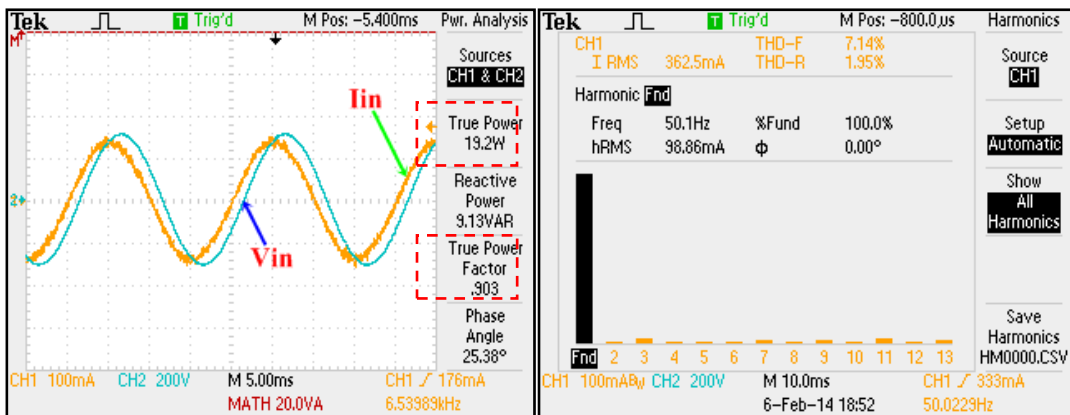 Tek Trig'd M Pos: -5.400ms Pwr. Analysis
M
Sources
CH1 & CH2
Iin
True Power
19.2W
Reactive
Power
9.13VAR
2
Vin
True Power
Factor
.903
Phase
Angle
25.38°
CH1 100mA CH2 200V M 5.00ms CH1 176mA
MATH 20.0VA 6.53989kHz
Tek Trig'd M Pos: -800.0µs Harmonics
CH1 THD-F 7.14%
I RMS 362.5mA THD-R 1.95%
Source
CH1
Harmonic Fnd
Freq 50.1Hz %Fund 100.0%
hRMS 98.86mA Φ 0.00°
Setup
Automatic
Show
All
Harmonics
Save
Harmonics
HM0000.CSV
Fnd 2 3 4 5 6 7 8 9 10 11 12 13
CH1 100mABw CH2 200V M 10.0ms CH1 333mA
6-Feb-14 18:52 50.0229Hz